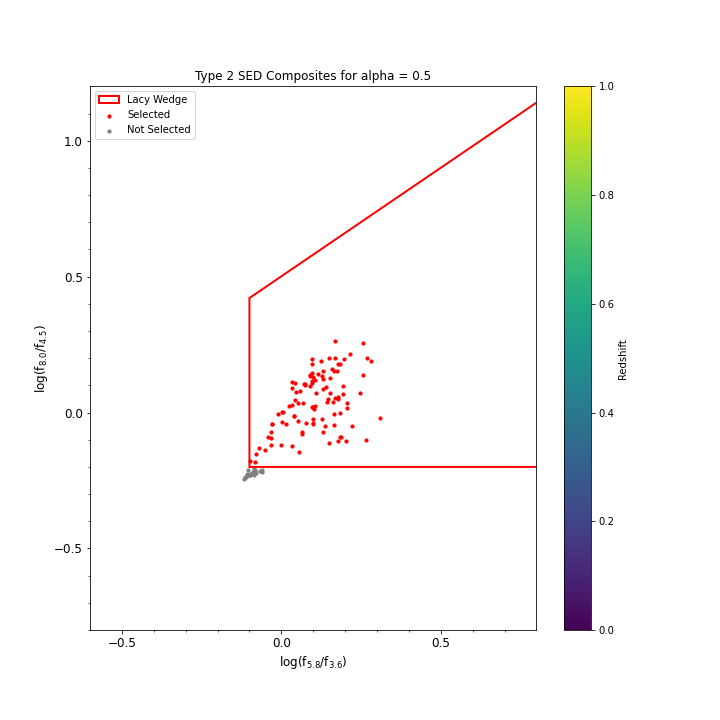 Type 2 SED Composites for alpha = 0.5
Lacy Wedge
Selected
Not Selected
1.0
0.5
0.0
−0.5
log(f8.0/f4.5)
−0.5
0.0
0.5
log(f5.8/f3.6)
1.0
0.8
0.6
0.4
0.2
0.0
Redshift